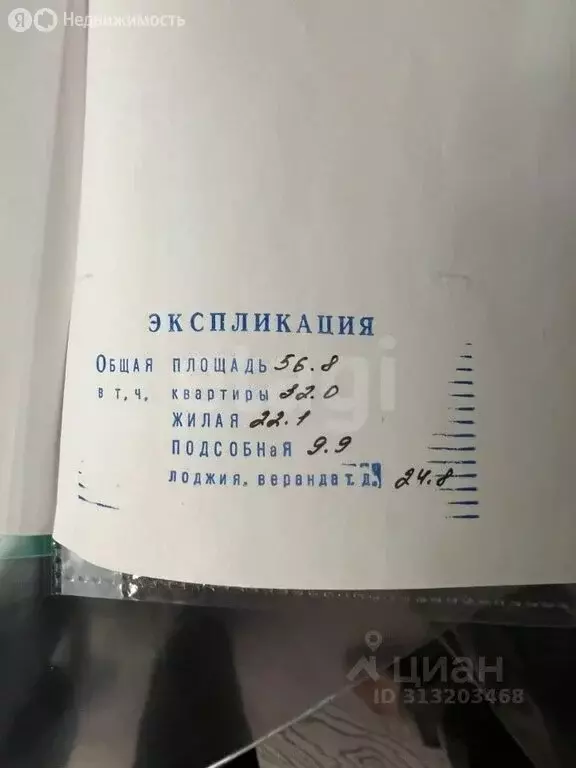 Я Недвижимость
ЭКСПЛИКАЦИЯ
ОБЩАЯ ПЛОЩАДЬ 56.8
в т, ч, квартиры 32.0
ЖИЛАЯ 22.1
ПОДСОБНаЯ 9.9
лоджия, веранда т. д. 24.8
циан
ID 313203468